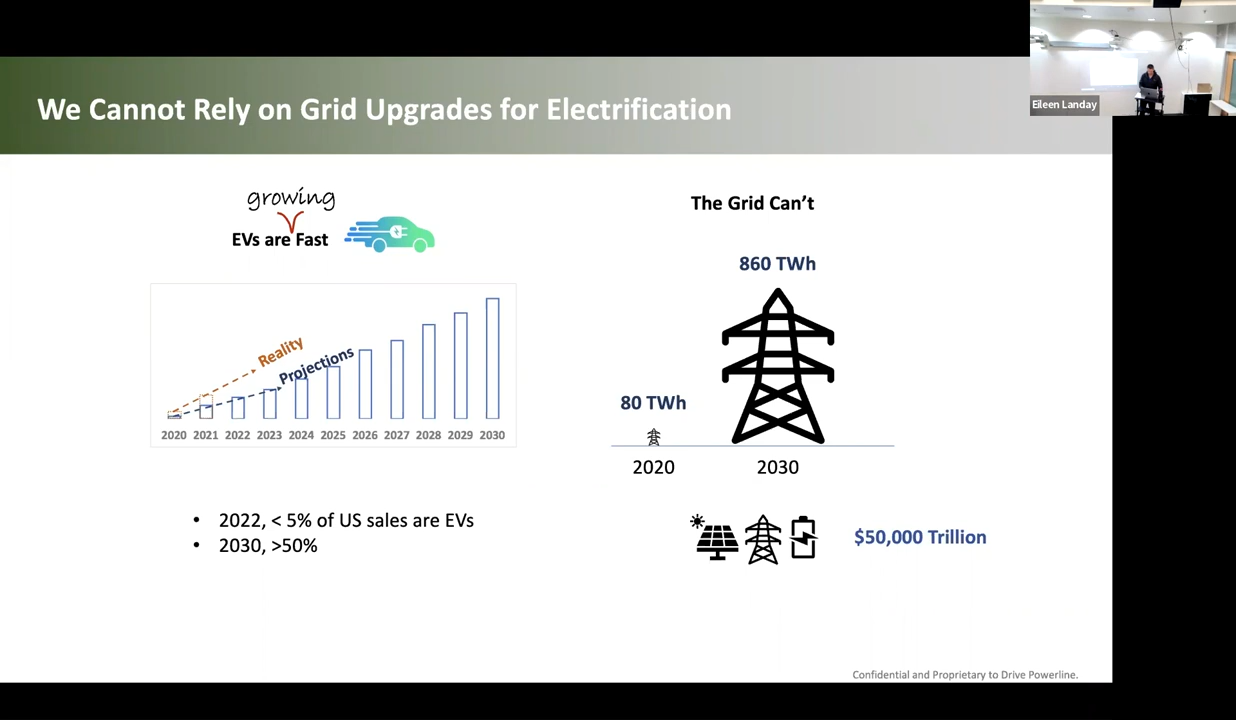 We Cannot Rely on Grid Upgrades for Electrification
Eileen Landay
growing
EVs are Fast
The Grid Can't
860 TWh
80 TWh
Reality
Projections
2020 2021 2022 2023 2024 2025 2026 2027 2028 2029 2030
2020 2030
• 2022, < 5% of US sales are EVs
• 2030, >50%
$50,000 Trillion
Confidential and Proprietary to Drive Powerline.